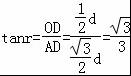 tanr=OD/AD=(1/2 d)/(√3/2 d)=√3/3